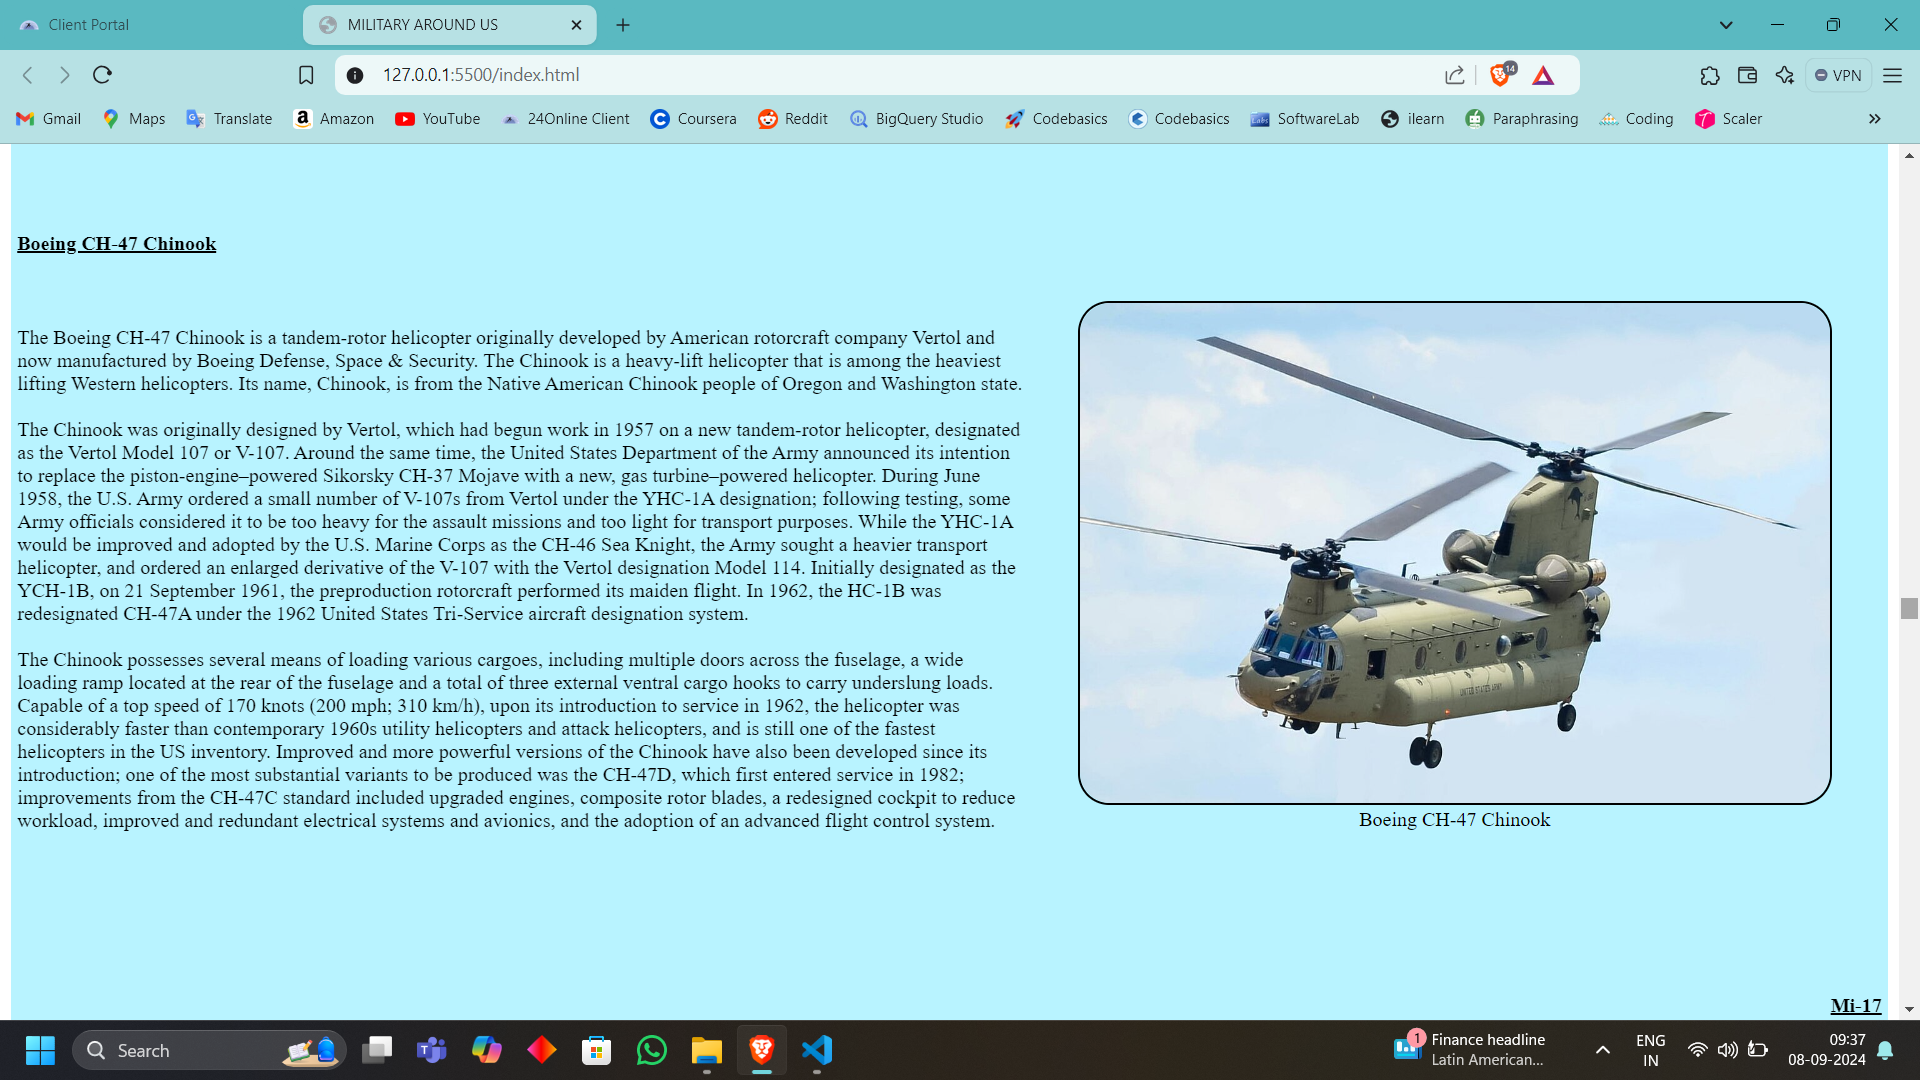 Client Portal
MILITARY AROUND US
127.0.0.1:5500/index.html
14
VPN
Gmail
Maps
Translate
Amazon
YouTube
24Online Client
Coursera
Reddit
BigQuery Studio
Codebasics
Codebasics
SoftwareLab
ilearn
Paraphrasing
Coding
Scaler
Boeing CH-47 Chinook
The Boeing CH-47 Chinook is a tandem-rotor helicopter originally developed by American rotorcraft company Vertol and
now manufactured by Boeing Defense, Space & Security. The Chinook is a heavy-lift helicopter that is among the heaviest
lifting Western helicopters. Its name, Chinook, is from the Native American Chinook people of Oregon and Washington state.
The Chinook was originally designed by Vertol, which had begun work in 1957 on a new tandem-rotor helicopter, designated
as the Vertol Model 107 or V-107. Around the same time, the United States Department of the Army announced its intention
to replace the piston-engine–powered Sikorsky CH-37 Mojave with a new, gas turbine–powered helicopter. During June
1958, the U.S. Army ordered a small number of V-107s from Vertol under the YHC-1A designation; following testing, some
Army officials considered it to be too heavy for the assault missions and too light for transport purposes. While the YHC-1A
would be improved and adopted by the U.S. Marine Corps as the CH-46 Sea Knight, the Army sought a heavier transport
helicopter, and ordered an enlarged derivative of the V-107 with the Vertol designation Model 114. Initially designated as the
YCH-1B, on 21 September 1961, the preproduction rotorcraft performed its maiden flight. In 1962, the HC-1B was
redesignated CH-47A under the 1962 United States Tri-Service aircraft designation system.
The Chinook possesses several means of loading various cargoes, including multiple doors across the fuselage, a wide
loading ramp located at the rear of the fuselage and a total of three external ventral cargo hooks to carry underslung loads.
Capable of a top speed of 170 knots (200 mph; 310 km/h), upon its introduction to service in 1962, the helicopter was
considerably faster than contemporary 1960s utility helicopters and attack helicopters, and is still one of the fastest
helicopters in the US inventory. Improved and more powerful versions of the Chinook have also been developed since its
introduction; one of the most substantial variants to be produced was the CH-47D, which first entered service in 1982;
improvements from the CH-47C standard included upgraded engines, composite rotor blades, a redesigned cockpit to reduce
workload, improved and redundant electrical systems and avionics, and the adoption of an advanced flight control system.
UNITED STATES ARMY
Boeing CH-47 Chinook
Mi-17
Search
1
Finance headline
Latin American...
ENG
IN
09:37
08-09-2024